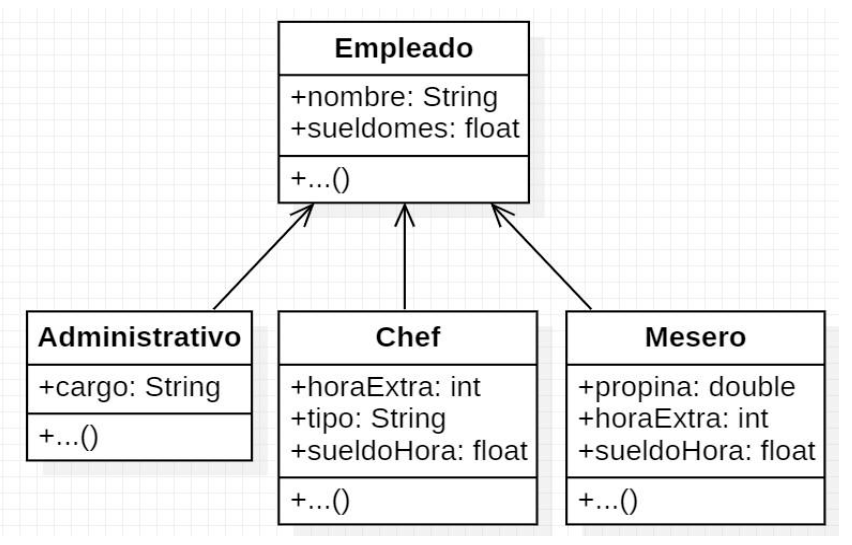 Empleado
+nombre: String
+sueldomes: float
+...()
Administrativo
+cargo: String
+...()
Chef
+horaExtra: int
+tipo: String
+sueldoHora: float
+...()
Mesero
+propina: double
+horaExtra: int
+sueldoHora: float
+...()